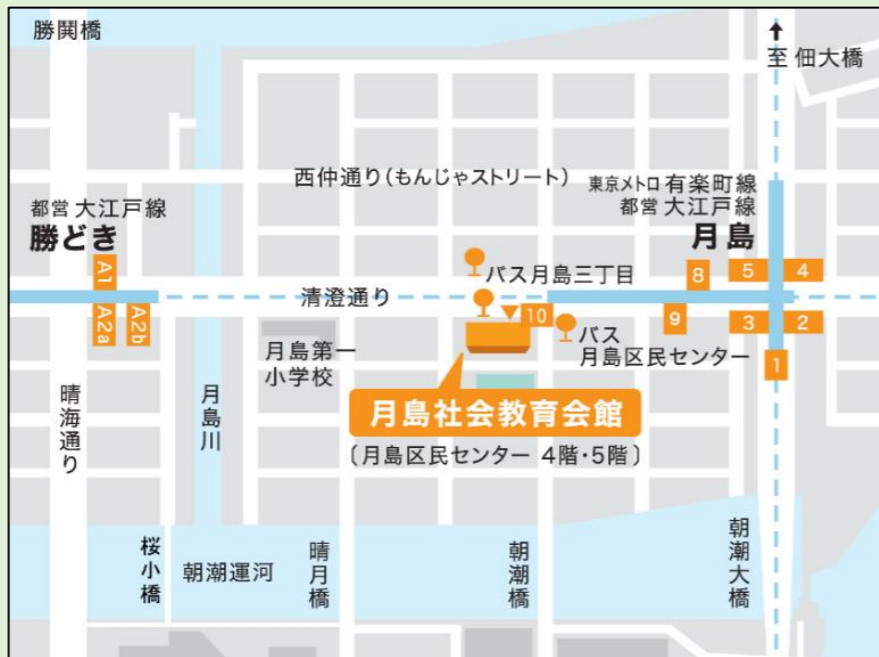 勝鬨橋
至 佃大橋
西仲通り(もんじゃストリート)
東京メトロ 有楽町線
都営 大江戸線
月島
都営 大江戸線
勝どき
A1
A2a
A2b
清澄通り
バス月島三丁目
8
5
4
10
9
3
2
1
バス
月島区民センター
月島第一
小学校
月島社会教育会館
〔月島区民センター 4階・5階〕
晴海通り
月島川
桜小橋
朝潮運河
晴月橋
朝潮橋
朝潮大橋